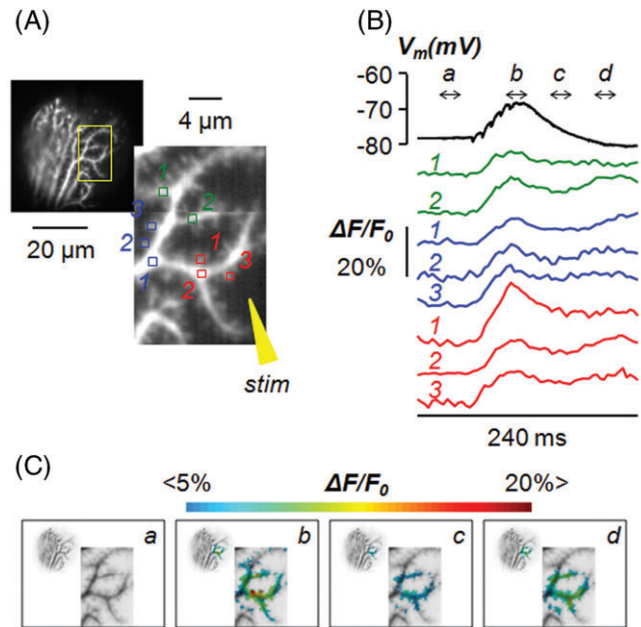 (A)
4 µm
20 µm
1
2
3
2
1
1
2
3
stim
(B)
Vm(mV)
-60
-70
-80
a b c d
1
2
ΔF/F0
20%
1
2
3
1
2
3
240 ms
(C)
<5% ΔF/F0 20%>
a b c d